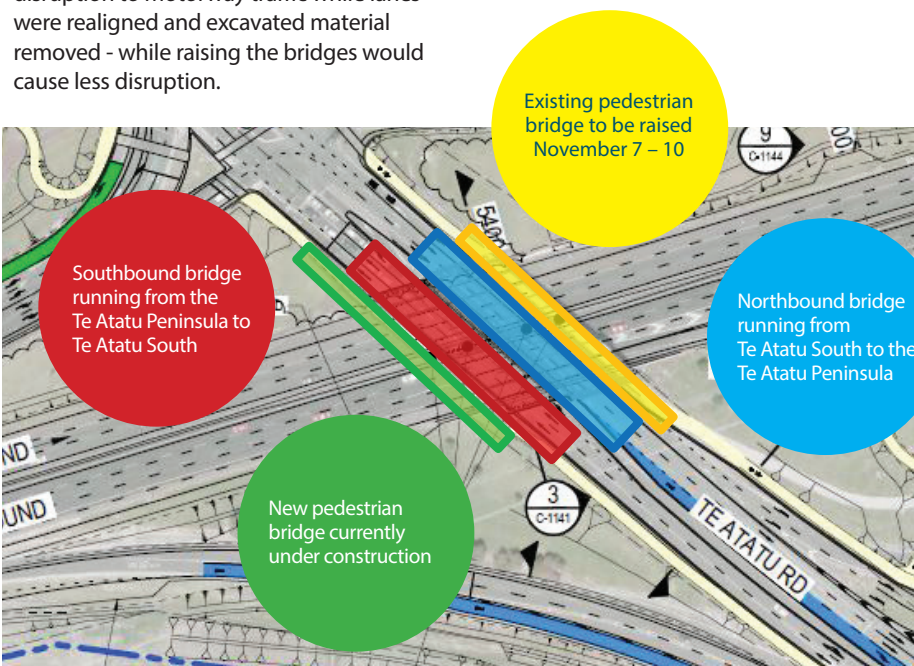 were realigned and excavated material
removed - while raising the bridges would
cause less disruption.
Existing pedestrian
bridge to be raised
November 7 – 10
9
C-1144
5400
Southbound bridge
running from the
Te Atatu Peninsula to
Te Atatu South
Northbound bridge
running from
Te Atatu South to the
Te Atatu Peninsula
New pedestrian
bridge currently
under construction
3
C-1141
TE ATATU RD